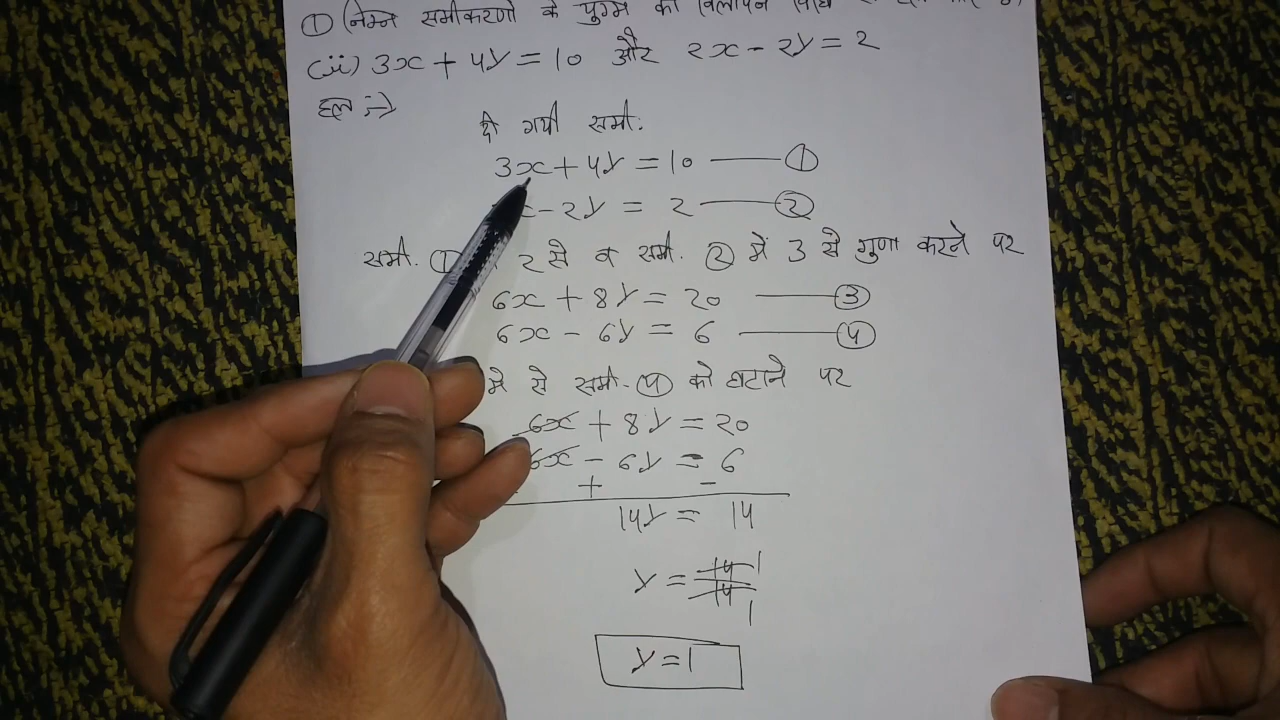 ① निम्न समीकरणो के युग्म को विलोपन विधि
(ii) 3x + 4y = 10 और 2x - 2y = 2
हल :->
दी गयी समी.
3x + 4y = 10 —— ①
- 2y = 2 —— ②
समी. ① 2 से व समी. ② में 3 से गुणा करने पर
6x + 8y = 20 —— ③
6x - 6y = 6 —— ④
मे से समी. ④ को घटाने पर
6x + 8y = 20
6x - 6y = 6
+ -
14y = 14
y = 14/14 1 1
y = 1